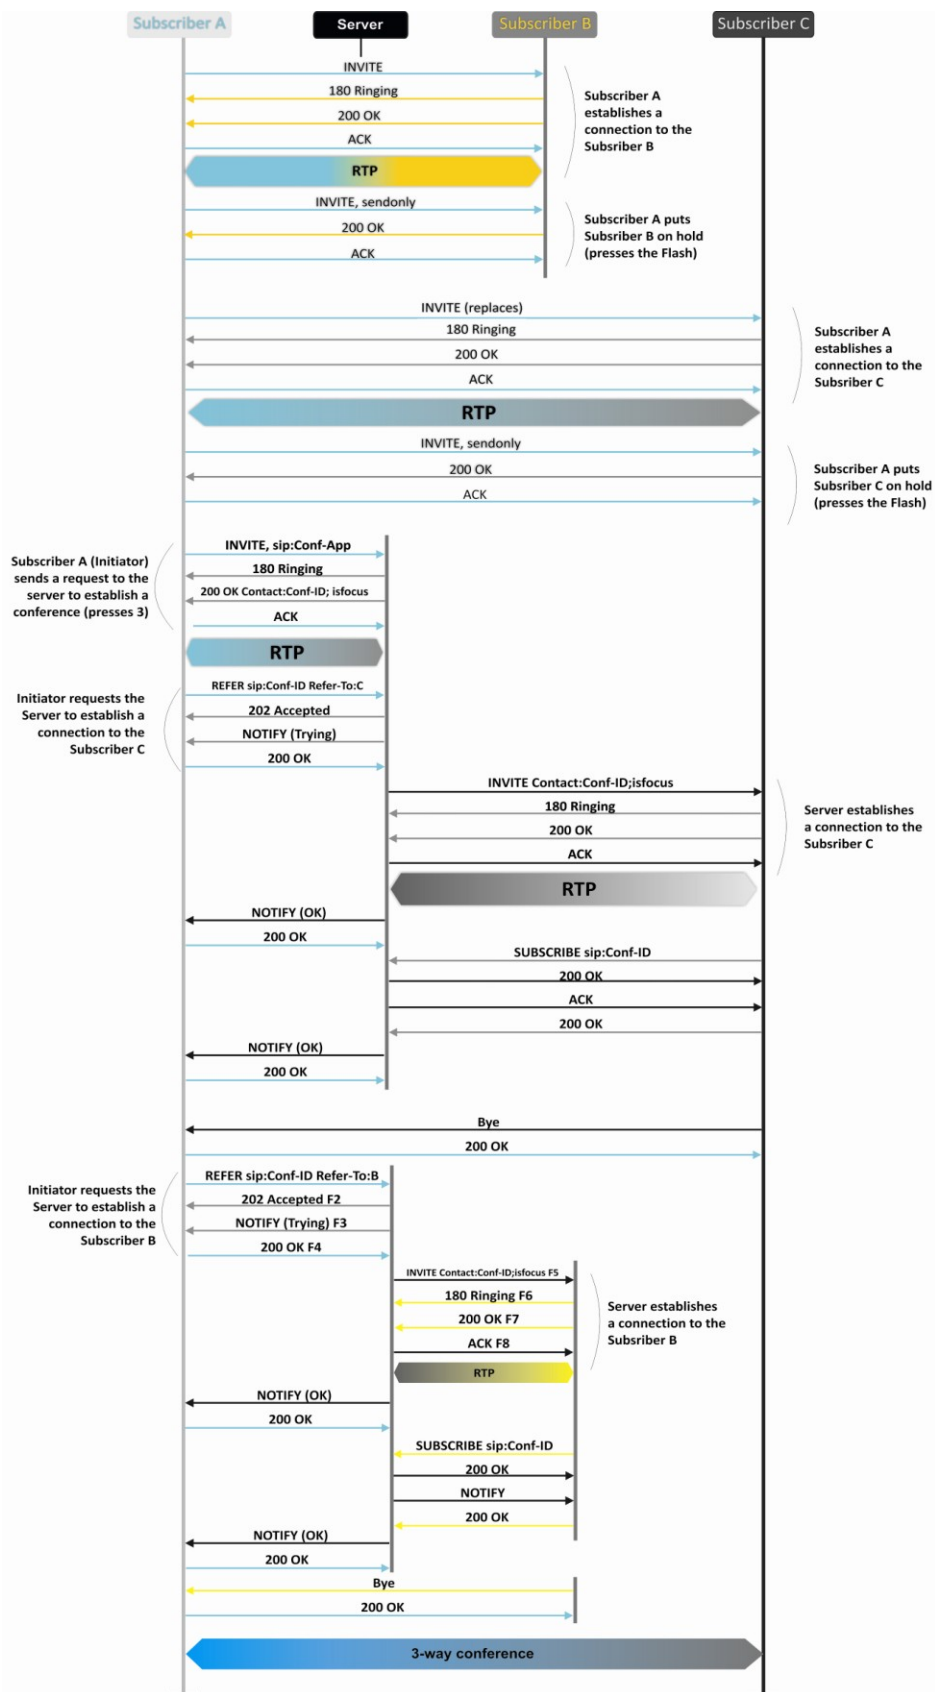 Subscriber A
Server
Subscriber B
Subscriber C
INVITE
180 Ringing
200 OK
ACK
RTP
Subscriber A
establishes a
connection to the
Subsriber B
INVITE, sendonly
200 OK
ACK
Subscriber A puts
Subsriber B on hold
(presses the Flash)
INVITE (replaces)
180 Ringing
200 OK
ACK
RTP
Subscriber A
establishes a
connection to the
Subsriber C
INVITE, sendonly
200 OK
ACK
Subscriber A puts
Subsriber C on hold
(presses the Flash)
Subscriber A (Initiator)
sends a request to the
server to establish a
conference (presses 3)
INVITE, sip:Conf-App
180 Ringing
200 OK Contact:Conf-ID; isfocus
ACK
RTP
Initiator requests the
Server to establish a
connection to the
Subscriber C
REFER sip:Conf-ID Refer-To:C
202 Accepted
NOTIFY (Trying)
200 OK
INVITE Contact:Conf-ID;isfocus
180 Ringing
200 OK
ACK
RTP
Server establishes
a connection to the
Subsriber C
NOTIFY (OK)
200 OK
SUBSCRIBE sip:Conf-ID
200 OK
ACK
200 OK
NOTIFY (OK)
200 OK
Bye
200 OK
Initiator requests the
Server to establish a
connection to the
Subscriber B
REFER sip:Conf-ID Refer-To:B
202 Accepted F2
NOTIFY (Trying) F3
200 OK F4
INVITE Contact:Conf-ID;isfocus F5
180 Ringing F6
200 OK F7
ACK F8
RTP
Server establishes
a connection to the
Subsriber B
NOTIFY (OK)
200 OK
SUBSCRIBE sip:Conf-ID
200 OK
NOTIFY
200 OK
NOTIFY (OK)
200 OK
Bye
200 OK
3-way conference